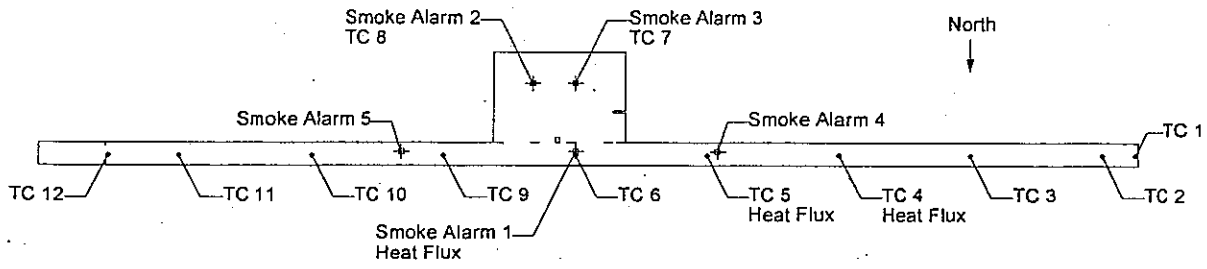 Smoke Alarm 2
TC 8
Smoke Alarm 3
TC 7
North
Smoke Alarm 5
Smoke Alarm 4
TC 1
TC 12
TC 11
TC 10
TC 9
TC 6
TC 5
Heat Flux
TC 4
Heat Flux
TC 3
TC 2
Smoke Alarm 1
Heat Flux